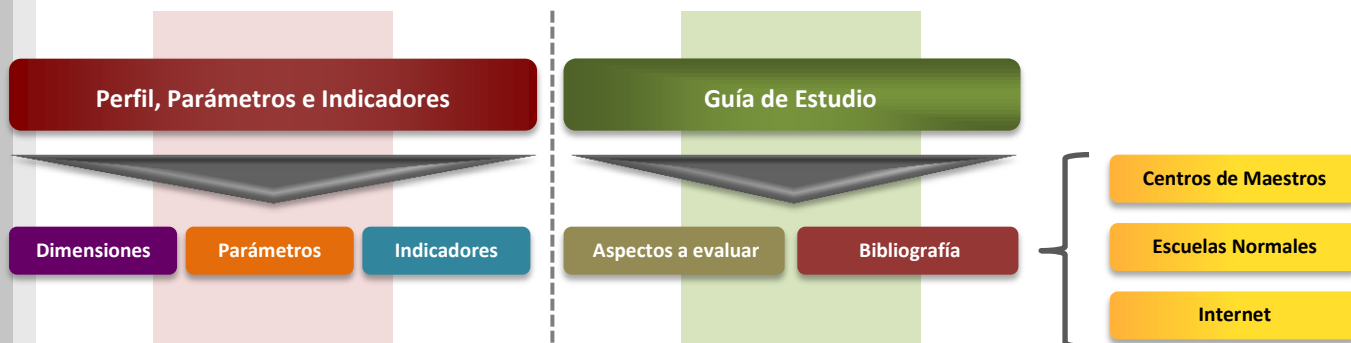 Perfil, Parámetros e Indicadores
Guía de Estudio
Dimensiones
Parámetros
Indicadores
Aspectos a evaluar
Bibliografía
Centros de Maestros
Escuelas Normales
Internet